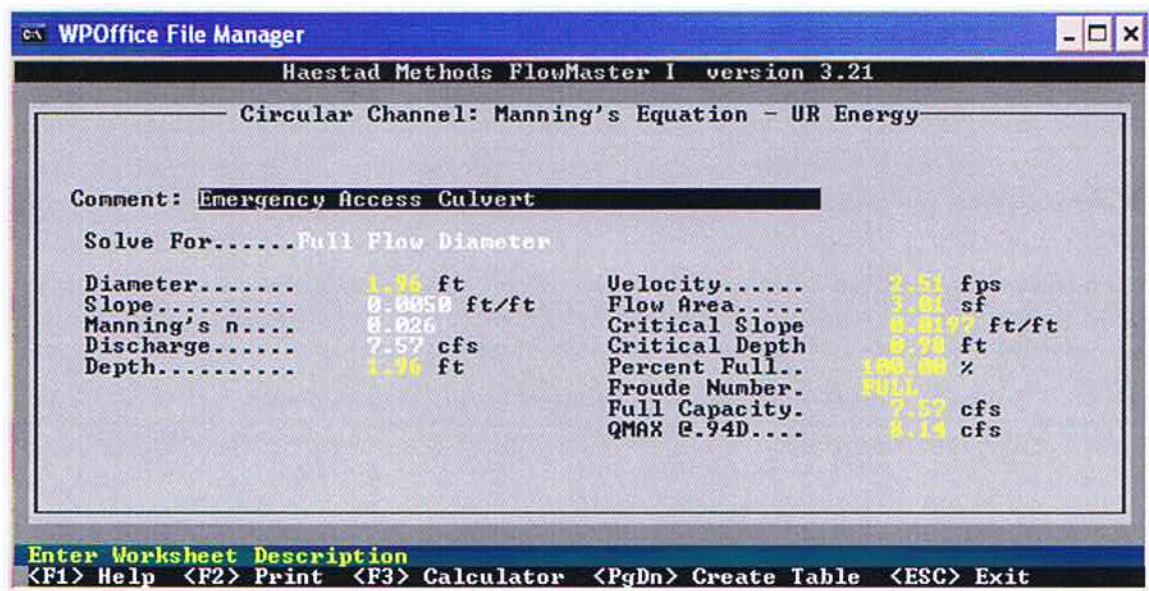 WPOffice File Manager
Haestad Methods FlowMaster I version 3.21
Circular Channel: Manning's Equation - UR Energy
Comment: Emergency Access Culvert
Solve For......Full Flow Diameter
Diameter....... 1.96 ft
Slope.......... 0.0050 ft/ft
Manning's n.... 0.026
Discharge...... 7.57 cfs
Depth.......... 1.96 ft
Velocity...... 2.51 fps
Flow Area..... 3.01 sf
Critical Slope 0.0197 ft/ft
Critical Depth 0.98 ft
Percent Full.. 100.00 %
Froude Number. FULL
Full Capacity. 7.57 cfs
QMAX @.94D.... 8.14 cfs
Enter Worksheet Description
<F1> Help <F2> Print <F3> Calculator <PgDn> Create Table <ESC> Exit